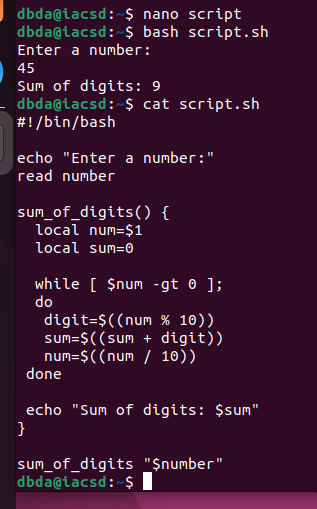 dbda@iacsd:~$ nano script
dbda@iacsd:~$ bash script.sh
Enter a number:
45
Sum of digits: 9
dbda@iacsd:~$ cat script.sh
#!/bin/bash

echo "Enter a number:"
read number

sum_of_digits() {
  local num=$1
  local sum=0

  while [ $num -gt 0 ];
  do
   digit=$((num % 10))
   sum=$((sum + digit))
   num=$((num / 10))
 done

 echo "Sum of digits: $sum"
}

sum_of_digits "$number"
dbda@iacsd:~$